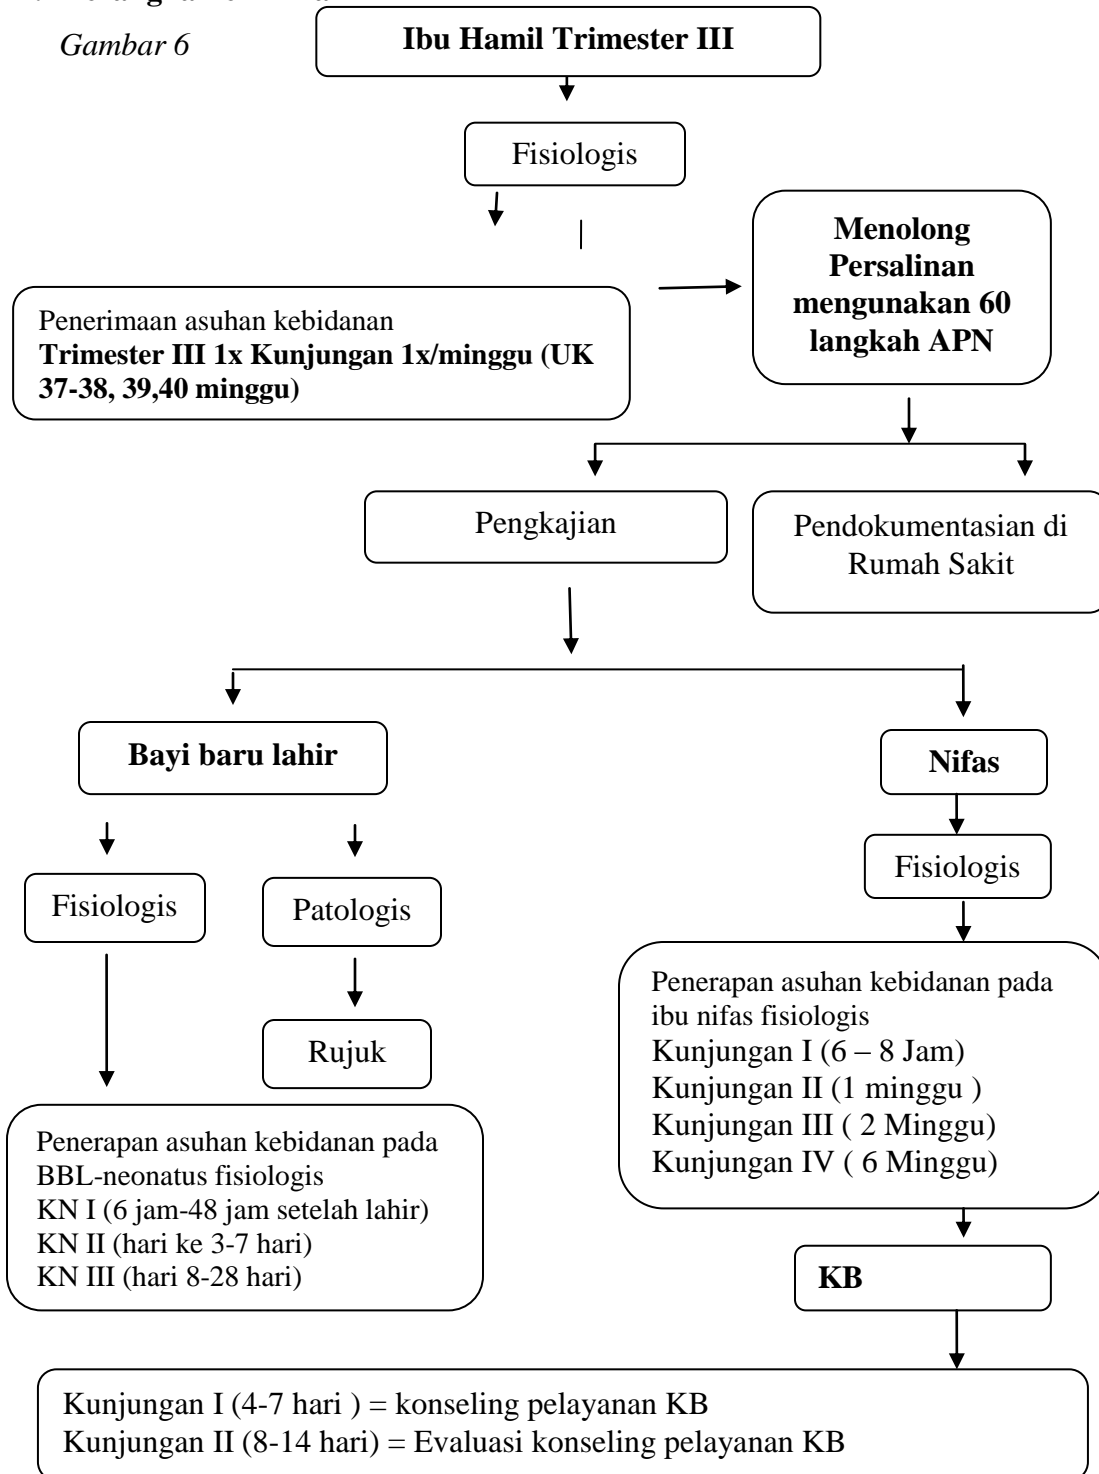 Gambar 6
Ibu Hamil Trimester III
Fisiologis
Menolong
Persalinan
mengunakan 60
langkah APN
Penerimaan asuhan kebidanan
Trimester III 1x Kunjungan 1x/minggu (UK
37-38, 39,40 minggu)
Pengkajian
Pendokumentasian di
Rumah Sakit
Bayi baru lahir
Nifas
Fisiologis
Patologis
Fisiologis
Rujuk
Penerapan asuhan kebidanan pada
ibu nifas fisiologis
Kunjungan I (6 – 8 Jam)
Kunjungan II (1 minggu )
Kunjungan III ( 2 Minggu)
Kunjungan IV ( 6 Minggu)
Penerapan asuhan kebidanan pada
BBL-neonatus fisiologis
KN I (6 jam-48 jam setelah lahir)
KN II (hari ke 3-7 hari)
KN III (hari 8-28 hari)
KB
Kunjungan I (4-7 hari ) = konseling pelayanan KB
Kunjungan II (8-14 hari) = Evaluasi konseling pelayanan KB